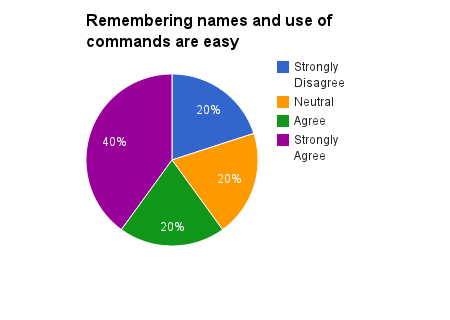 Remembering names and use of
commands are easy
Strongly
Disagree
Neutral
Agree
Strongly
Agree
20%
20%
20%
40%